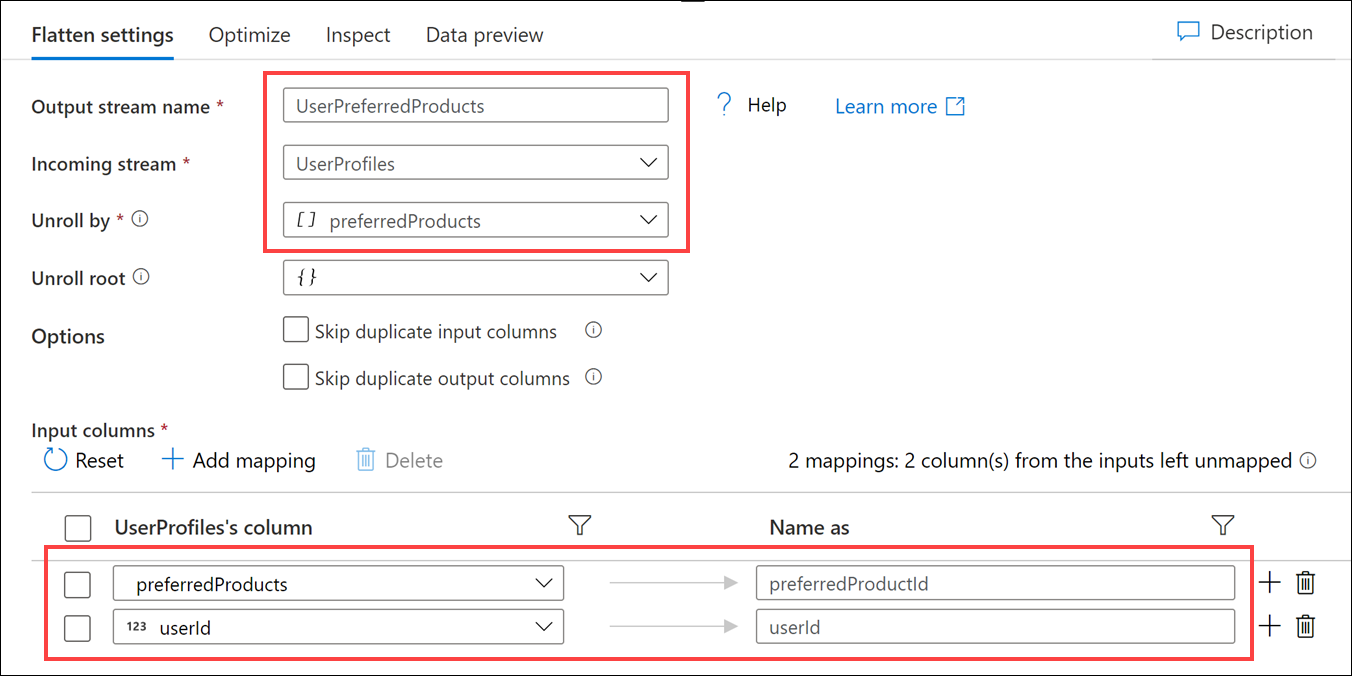 Flatten settings Optimize Inspect Data preview Description
Output stream name * UserPreferredProducts ? Help Learn more
Incoming stream * UserProfiles
Unroll by * [ ] preferredProducts
Unroll root {}
Options Skip duplicate input columns
Skip duplicate output columns
Input columns *
Reset Add mapping Delete 2 mappings: 2 column(s) from the inputs left unmapped
UserProfiles's column Name as
preferredProducts preferredProductId
123 userId userId